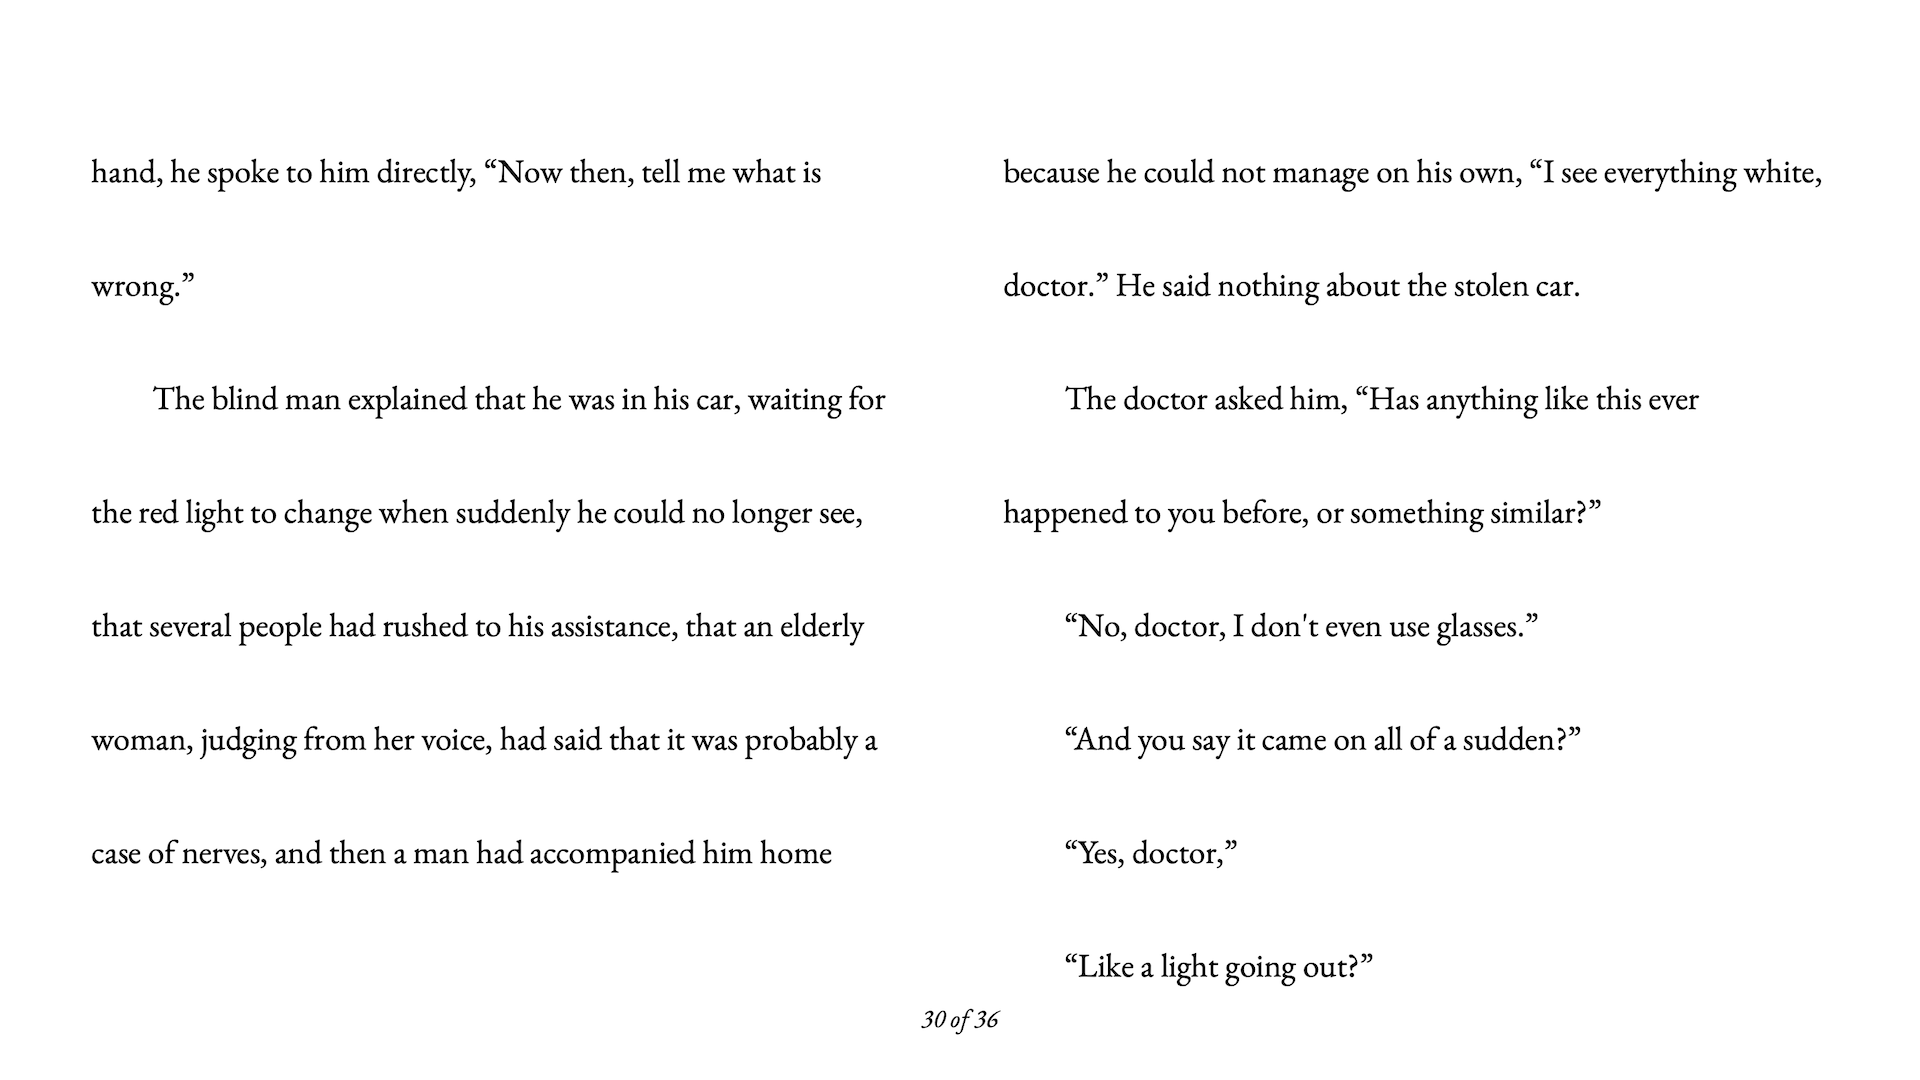 hand, he spoke to him directly, “Now then, tell me what is
wrong.”
The blind man explained that he was in his car, waiting for
the red light to change when suddenly he could no longer see,
that several people had rushed to his assistance, that an elderly
woman, judging from her voice, had said that it was probably a
case of nerves, and then a man had accompanied him home
because he could not manage on his own, “I see everything white,
doctor.” He said nothing about the stolen car.
The doctor asked him, “Has anything like this ever
happened to you before, or something similar?”
“No, doctor, I don't even use glasses.”
“And you say it came on all of a sudden?”
“Yes, doctor,”
“Like a light going out?”
30 of 36